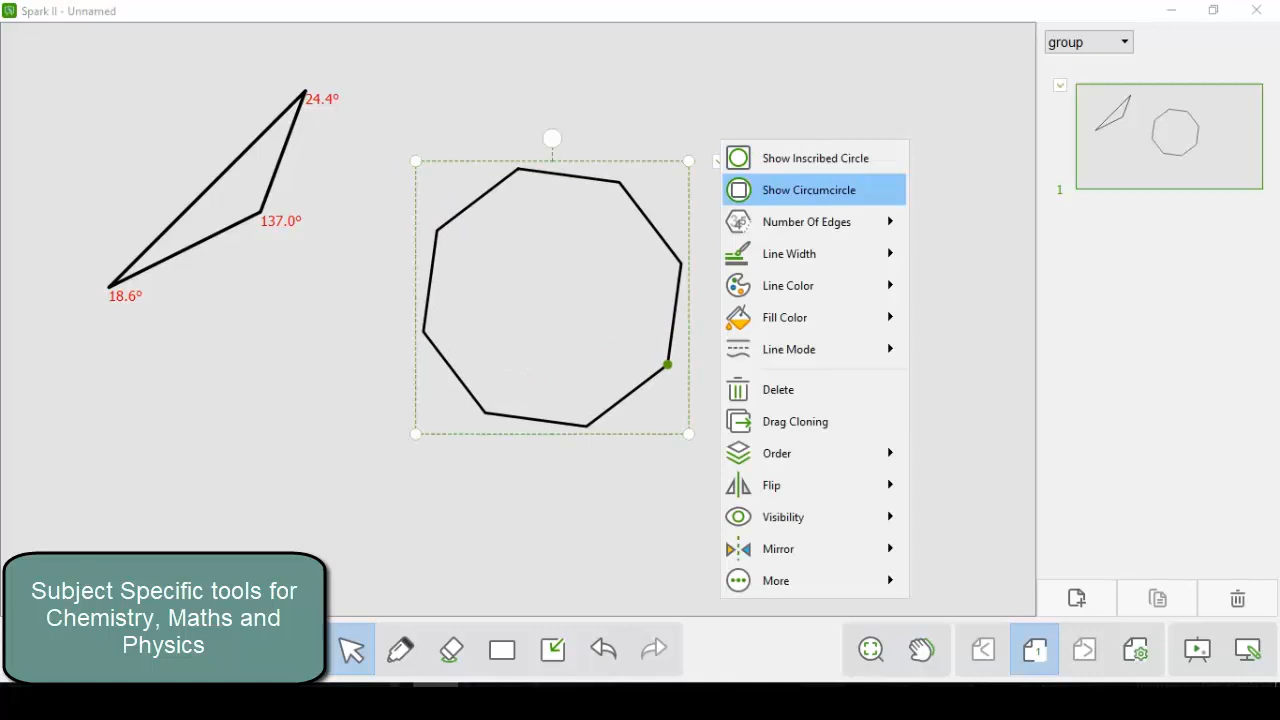 Spark II - Unnamed
group
24.4°
137.0°
18.6°
Show Inscribed Circle
Show Circumcircle
Number Of Edges
Line Width
Line Color
Fill Color
Line Mode
Delete
Drag Cloning
Order
Flip
Visibility
Mirror
More
1
Subject Specific tools for
Chemistry, Maths and
Physics
1